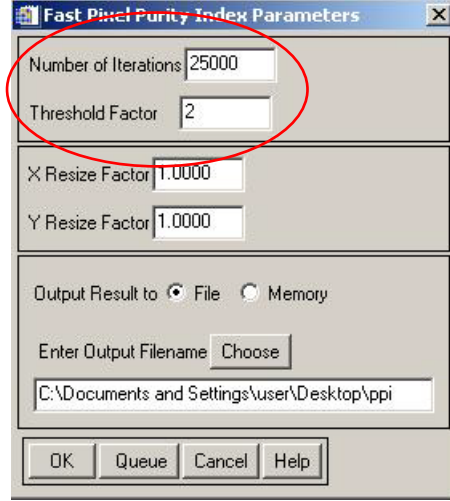 Fast Pixel Purity Index Parameters
Number of Iterations 25000
Threshold Factor 2
X Resize Factor 1.0000
Y Resize Factor 1.0000
Output Result to File Memory
Enter Output Filename Choose
C:\Documents and Settings\user\Desktop\ppi
OK Queue Cancel Help